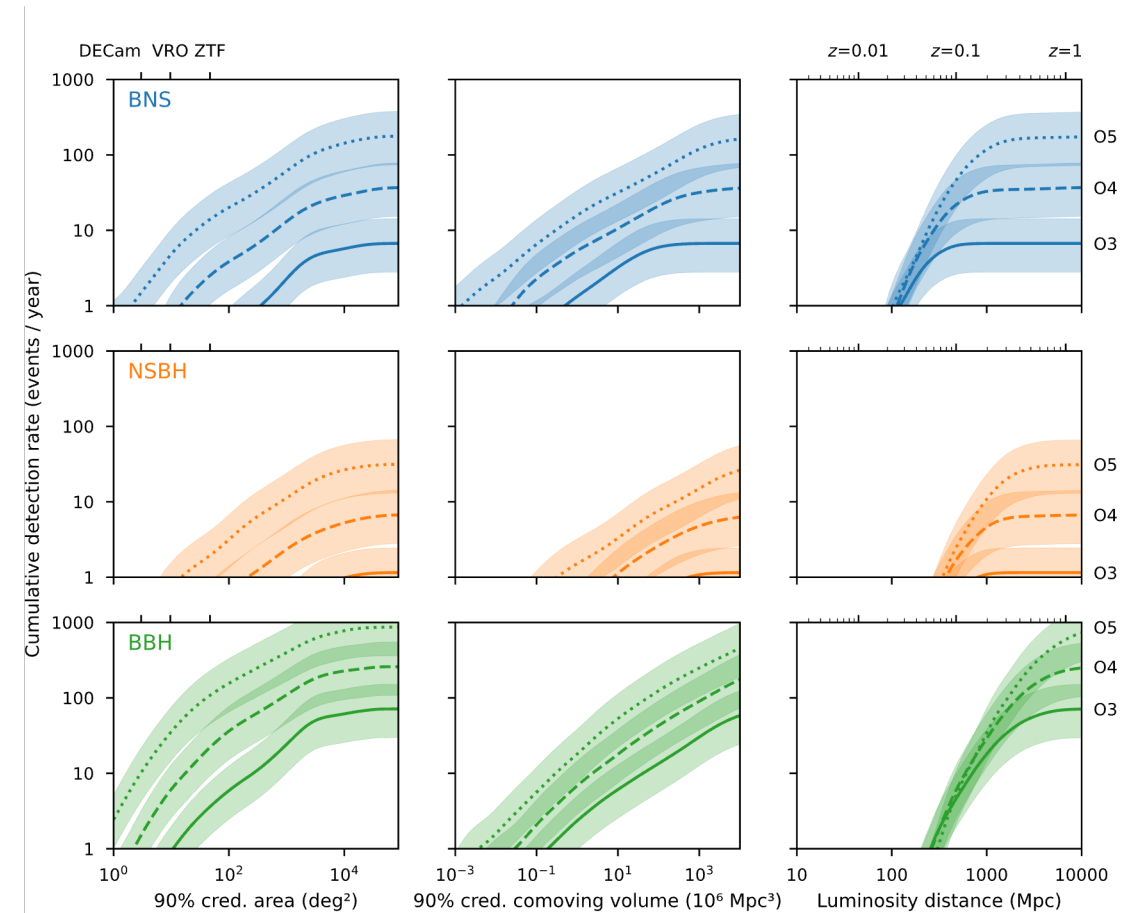 DECam VRO ZTF
z=0.01 z=0.1 z=1
1000
BNS
100
10
1
O5
O4
O3
Cumulative detection rate (events / year)
1000
NSBH
100
10
1
O5
O4
O3
1000
BBH
100
10
1
O5
O4
O3
10⁰ 10² 10⁴
10⁻³ 10⁻¹ 10¹ 10³
10 100 1000 10000
90% cred. area (deg²)
90% cred. comoving volume (10⁶ Mpc³)
Luminosity distance (Mpc)